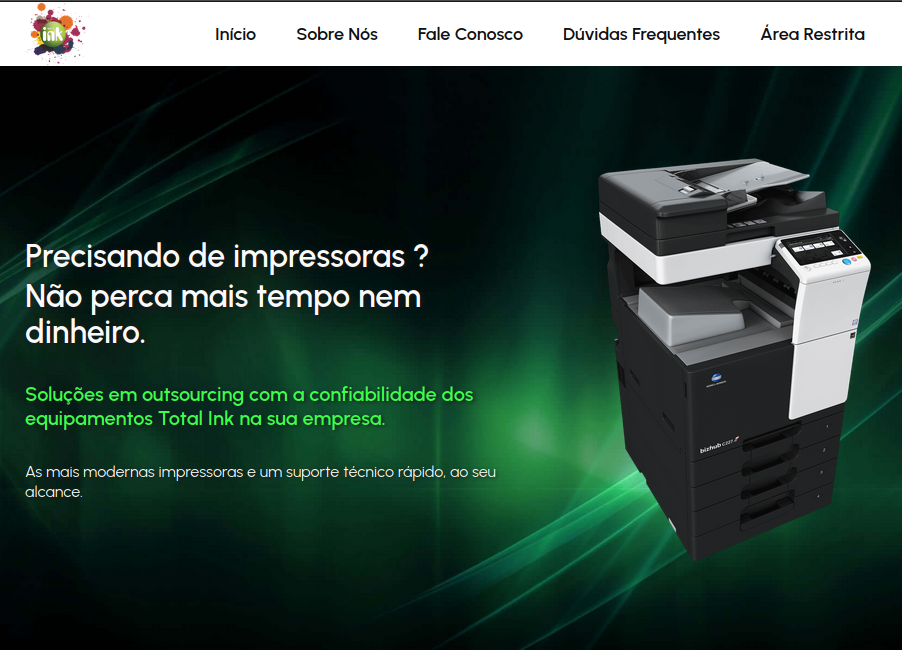 ink
Início Sobre Nós Fale Conosco Dúvidas Frequentes Área Restrita
Precisando de impressoras ?
Não perca mais tempo nem
dinheiro.
Soluções em outsourcing com a confiabilidade dos
equipamentos Total Ink na sua empresa.
As mais modernas impressoras e um suporte técnico rápido, ao seu
alcance.
bizhub C227